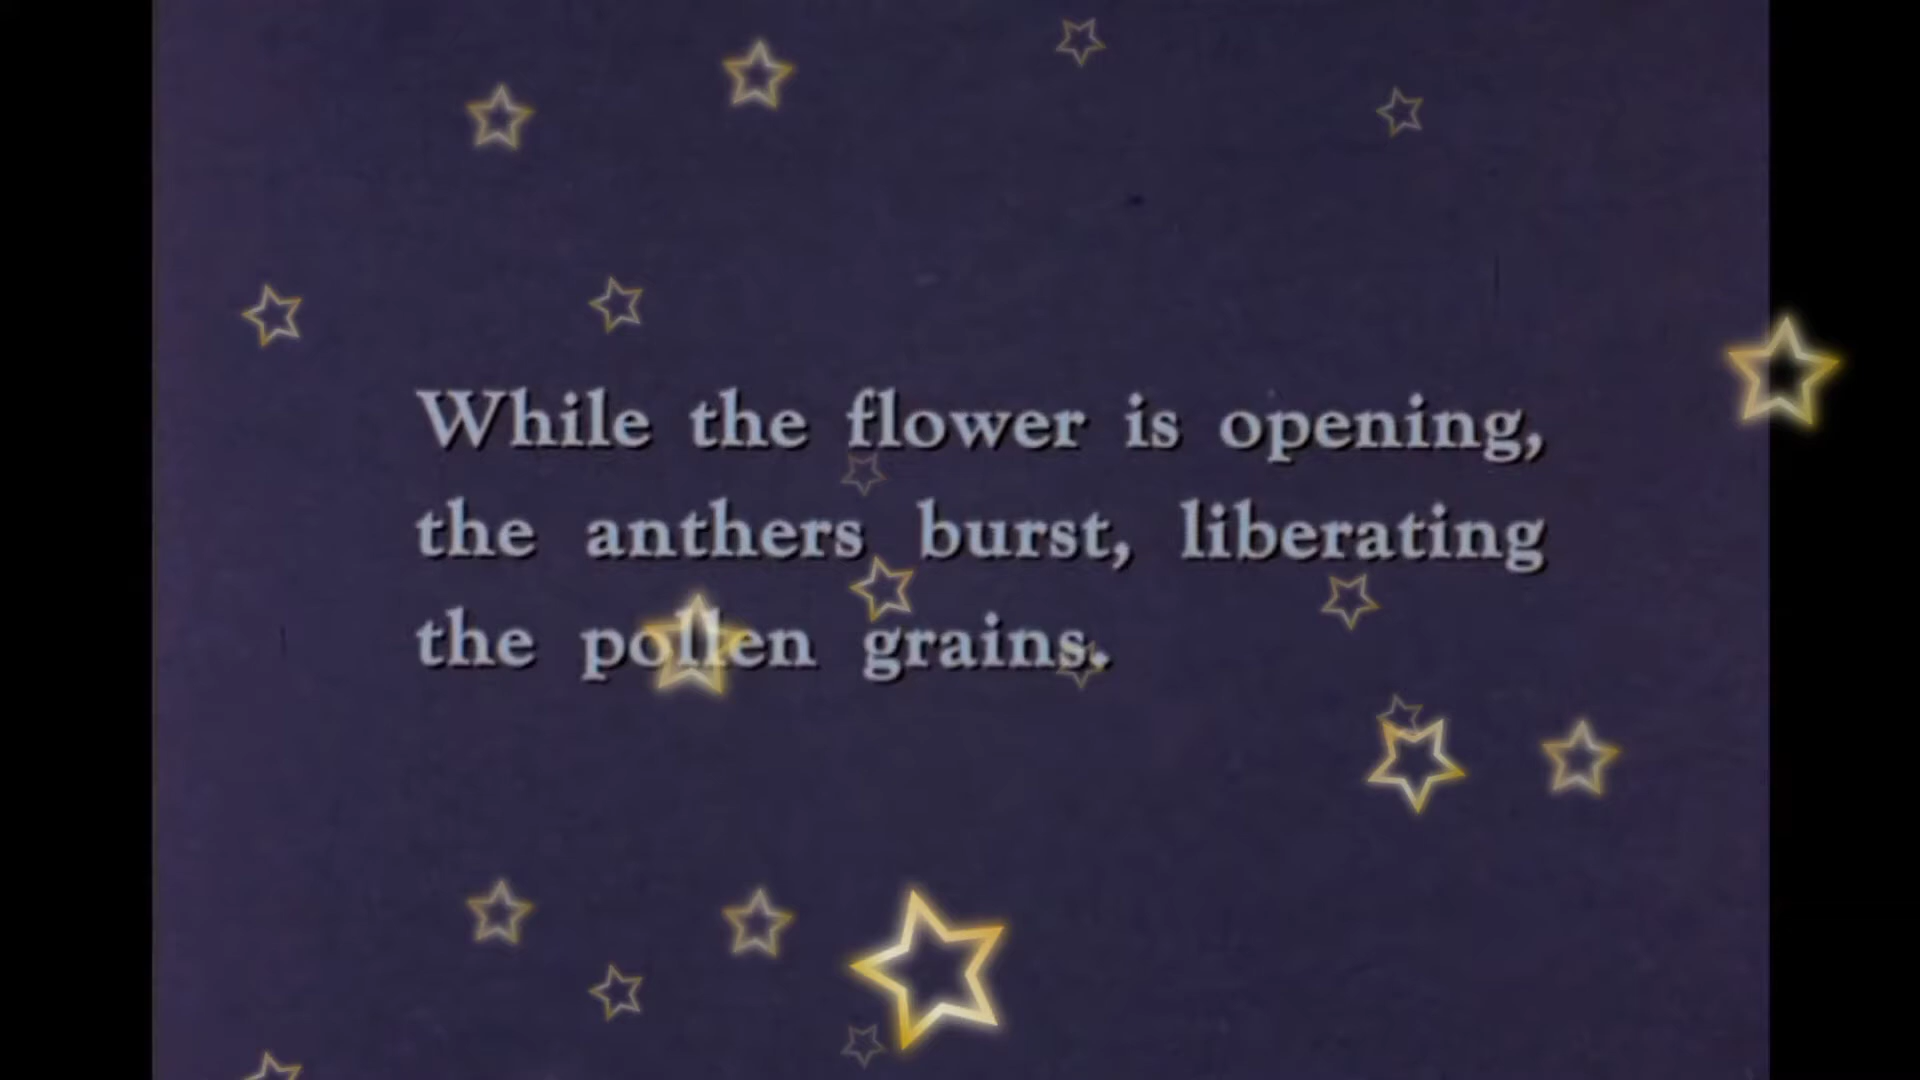 While the flower is opening,
the anthers burst, liberating
the pollen grains.